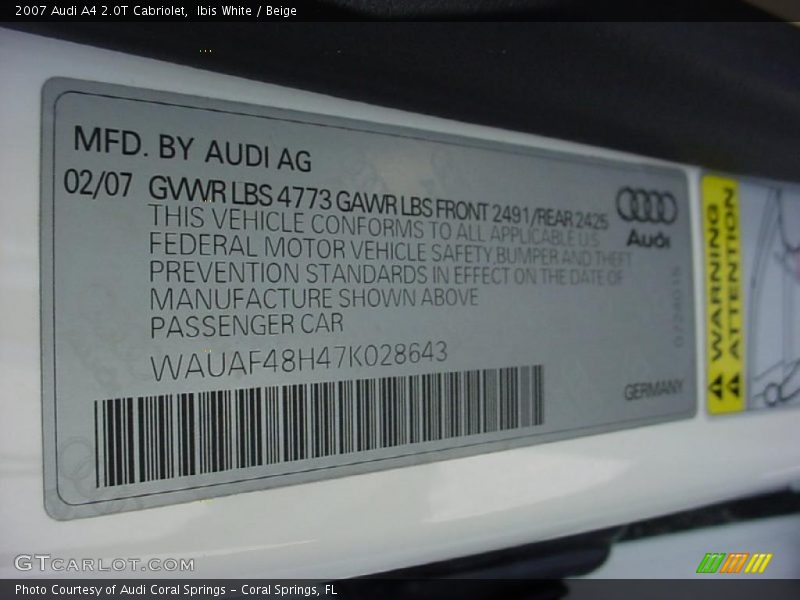 2007 Audi A4 2.0T Cabriolet,  Ibis White / Beige
MFD. BY AUDI AG
02/07 GVWR LBS 4773 GAWR LBS FRONT 2491/REAR 2425
THIS VEHICLE CONFORMS TO ALL APPLICABLE U.S.
FEDERAL MOTOR VEHICLE SAFETY,BUMPER AND THEFT
PREVENTION STANDARDS IN EFFECT ON THE DATE OF
MANUFACTURE SHOWN ABOVE
PASSENGER CAR
WAUAF48H47K028643
Audi
GERMANY
WARNING
ATTENTION
GTCARLOT.COM
Photo Courtesy of Audi Coral Springs - Coral Springs, FL